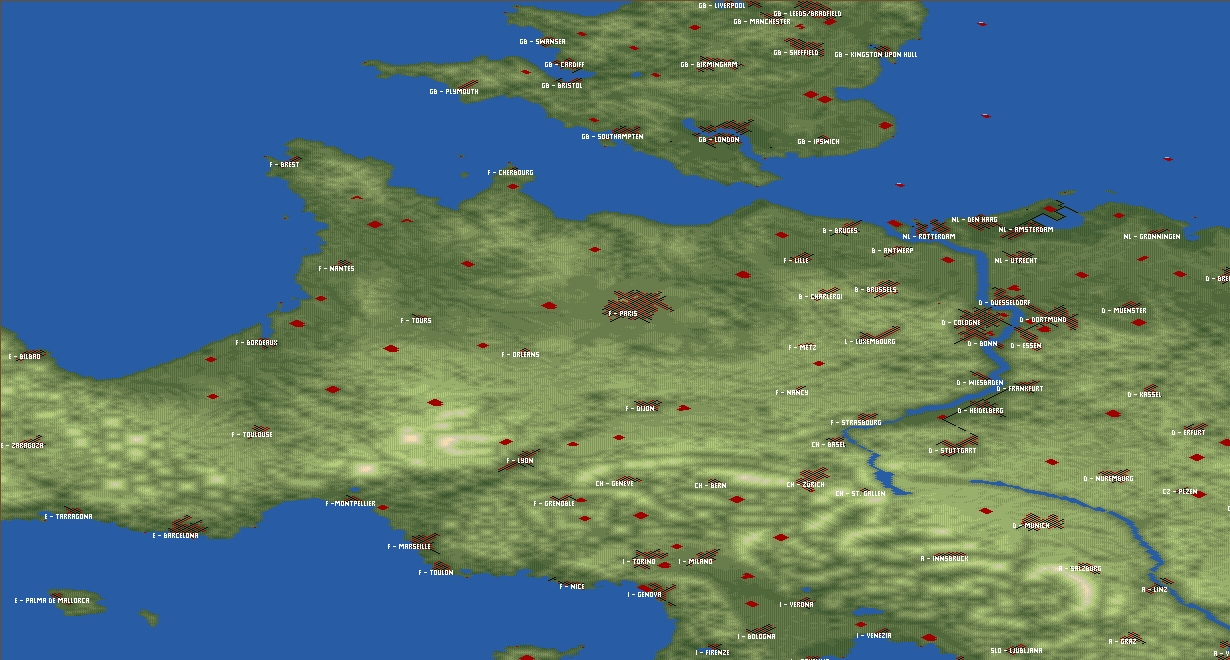 GB - LIVERPOOL
GB - LEEDS/BRADFIELD
GB - MANCHESTER
GB - SWANSEA
GB - SHEFFIELD
GB - KINGSTON UPON HULL
GB - CARDIFF
GB - BIRMINGHAM
GB - BRISTOL
GB - PLYMOUTH
GB - SOUTHAMPTEN
GB - LONDON
GB - IPSWICH
F - BREST
F - CHERBOURG
NL - DEN HAAG
B - BRUGES
NL - ROTTERDAM
NL - AMSTERDAM
NL - GRONNINGEN
B - ANTWERP
F - LILLE
NL - UTRECHT
F - NANTES
D - BRE
B - BRUSSELS
B - CHARLEROI
D - DUESSELDORF
D - MUENSTER
F - PARIS
F - TOURS
D - COLOGNE
D - DORTMUND
F - BORDEAUX
L - LUXEMBOURG
F - METZ
D - BONN
D - ESSEN
E - BILBAO
F - ORLEANS
D - WIESBADEN
D - FRANKFURT
F - NANCY
D - KASSEL
F - DIJON
D - HEIDELBERG
F - STRASBOURG
F - TOULOUSE
D - ERFURT
E - ZARAGOZA
CH - BASEL
D - STUTTGART
F - LYON
D - NUREMBURG
CH - GENEVE
CH - BERN
CH - ZURICH
CH - ST. GALLEN
CZ - PLZEN
F - MONTPELLIER
F - GRENOBLE
E - TARRAGONA
D - MUNICH
E - BARCELONA
F - MARSEILLE
A - INNSBRUCK
I - TORINO
I - MILANO
F - TOULON
A - SALZBURG
F - NICE
A - LINZ
I - GENOVA
E - PALMA DE MALLORCA
I - VERONA
I - BOLOGNA
I - VENEZIA
A - GRAZ
I - FIRENZE
SLO - LJUBLJANA